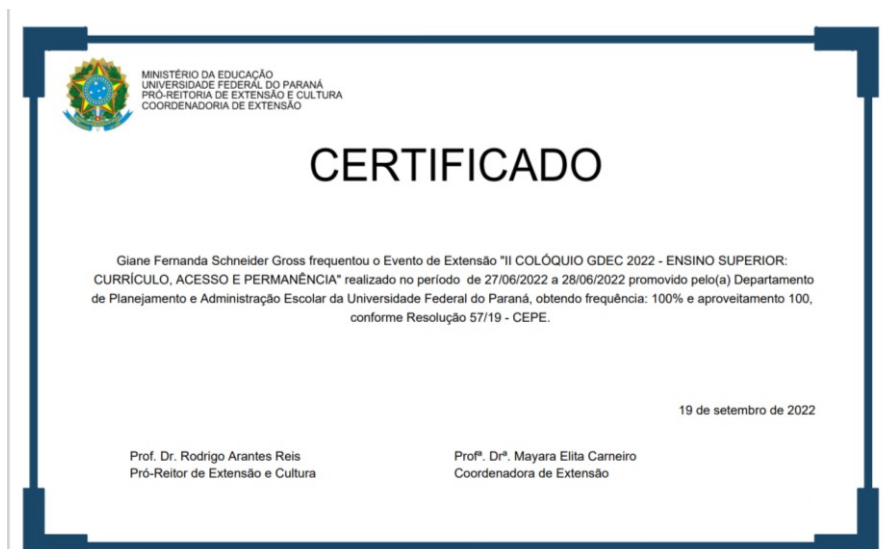 MINISTÉRIO DA EDUCAÇÃO
UNIVERSIDADE FEDERAL DO PARANÁ
PRÓ-REITORIA DE EXTENSÃO E CULTURA
COORDENADORIA DE EXTENSÃO
CERTIFICADO
Giane Fernanda Schneider Gross frequentou o Evento de Extensão "II COLÓQUIO GDEC 2022 - ENSINO SUPERIOR:
CURRÍCULO, ACESSO E PERMANÊNCIA" realizado no período de 27/06/2022 a 28/06/2022 promovido pelo(a) Departamento
de Planejamento e Administração Escolar da Universidade Federal do Paraná, obtendo frequência: 100% e aproveitamento 100,
conforme Resolução 57/19 - CEPE.
19 de setembro de 2022
Prof. Dr. Rodrigo Arantes Reis
Pró-Reitor de Extensão e Cultura
Profª. Drª. Mayara Elita Carneiro
Coordenadora de Extensão